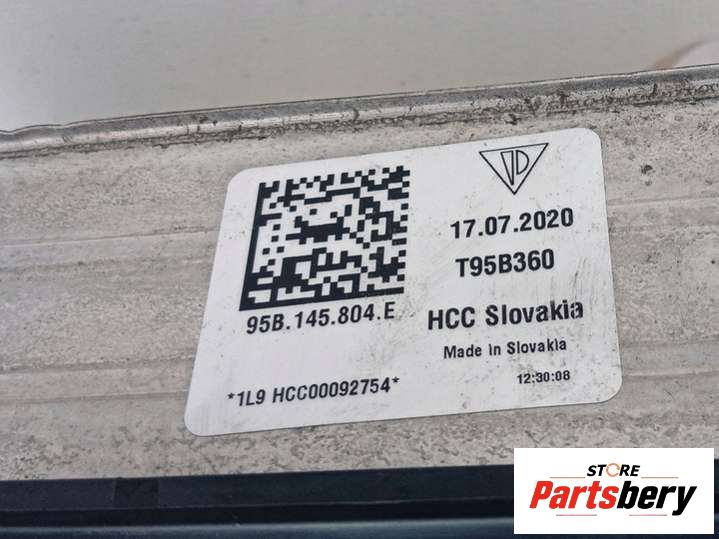 17.07.2020
T95B360
95B.145.804.E
HCC Slovakia
Made in Slovakia
*1L9 HCC00092754*
12:30:08
STORE
Partsbery